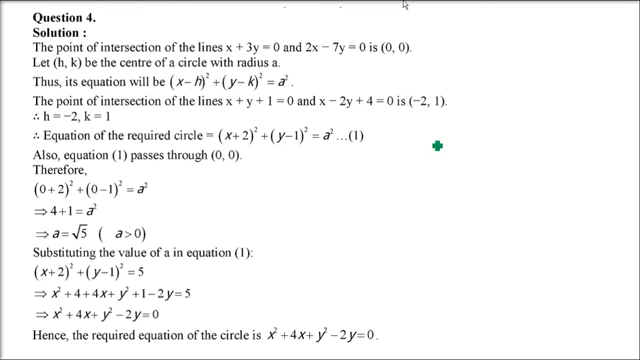 Question 4.
Solution :
The point of intersection of the lines x + 3y = 0 and 2x − 7y = 0 is (0, 0).
Let (h, k) be the centre of a circle with radius a.
Thus, its equation will be (x−h)² + (y−k)² = a².
The point of intersection of the lines x + y + 1 = 0 and x − 2y + 4 = 0 is (−2, 1).
∴ h = −2, k = 1
∴ Equation of the required circle = (x+2)² + (y−1)² = a² ...(1)
Also, equation (1) passes through (0, 0).
Therefore,
(0+2)² + (0−1)² = a²
⇒ 4+1 = a²
⇒ a = √5 ( a>0)
Substituting the value of a in equation (1):
(x+2)² + (y−1)² = 5
⇒ x² + 4 + 4x + y² + 1 − 2y = 5
⇒ x² + 4x + y² − 2y = 0
Hence, the required equation of the circle is x² + 4x + y² − 2y = 0.